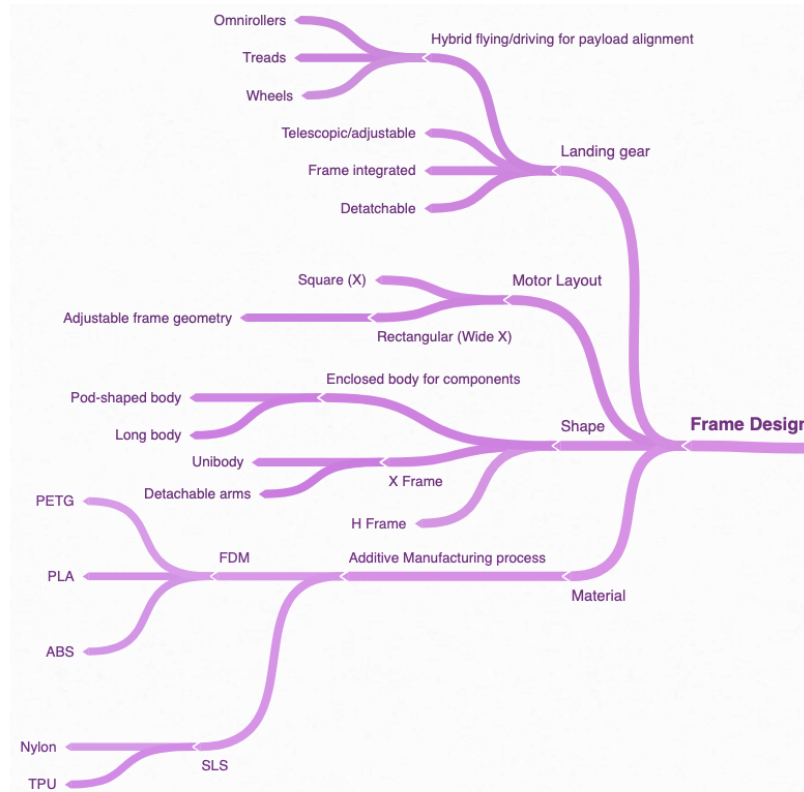 Omnirollers
Hybrid flying/driving for payload alignment
Treads
Wheels
Telescopic/adjustable
Landing gear
Frame integrated
Detatchable
Square (X)
Motor Layout
Adjustable frame geometry
Rectangular (Wide X)
Enclosed body for components
Pod-shaped body
Long body
Shape
Frame Design
Unibody
X Frame
Detachable arms
H Frame
PETG
FDM
Additive Manufacturing process
PLA
Material
ABS
Nylon
SLS
TPU